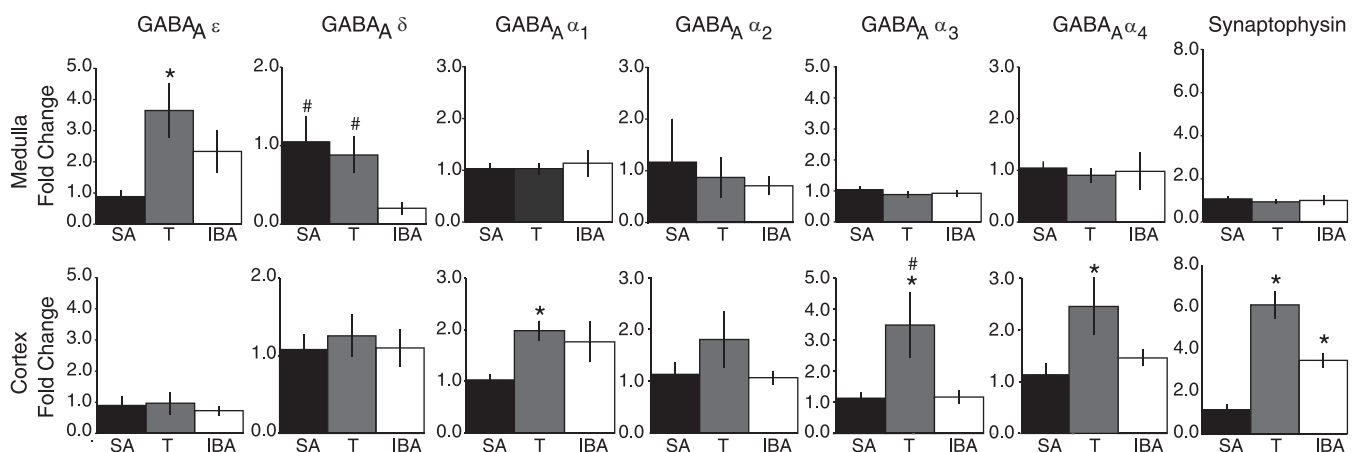 GABAA ε GABAA δ GABAA α1 GABAA α2 GABAA α3 GABAA α4 Synaptophysin
Medulla
Fold Change
5.0 4.0 3.0 2.0 1.0 0.0
*
SA T IBA
2.0 1.0 0.0
# #
SA T IBA
3.0 2.0 1.0 0.0
SA T IBA
3.0 2.0 1.0 0.0
SA T IBA
5.0 4.0 3.0 2.0 1.0 0.0
SA T IBA
3.0 2.0 1.0 0.0
SA T IBA
8.0 6.0 4.0 2.0 0.0
SA T IBA
Cortex
Fold Change
5.0 4.0 3.0 2.0 1.0 0.0
SA T IBA
2.0 1.0 0.0
SA T IBA
3.0 2.0 1.0 0.0
*
SA T IBA
3.0 2.0 1.0 0.0
SA T IBA
5.0 4.0 3.0 2.0 1.0 0.0
#
*
SA T IBA
3.0 2.0 1.0 0.0
*
SA T IBA
8.0 6.0 4.0 2.0 0.0
* *
SA T IBA